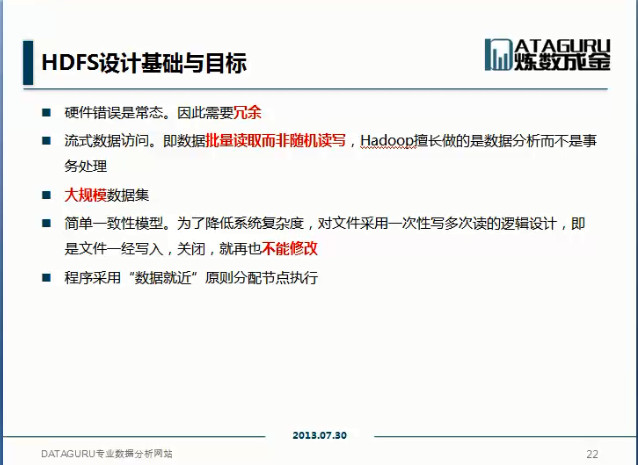 HDFS设计基础与目标
DATAGURU
炼数成金
■ 硬件错误是常态。因此需要冗余
■ 流式数据访问。即数据批量读取而非随机读写，Hadoop擅长做的是数据分析而不是事
务处理
■ 大规模数据集
■ 简单一致性模型。为了降低系统复杂度，对文件采用一次性写多次读的逻辑设计，即
是文件一经写入，关闭，就再也不能修改
■ 程序采用“数据就近”原则分配节点执行
2013.07.30
DATAGURU专业数据分析网站
22